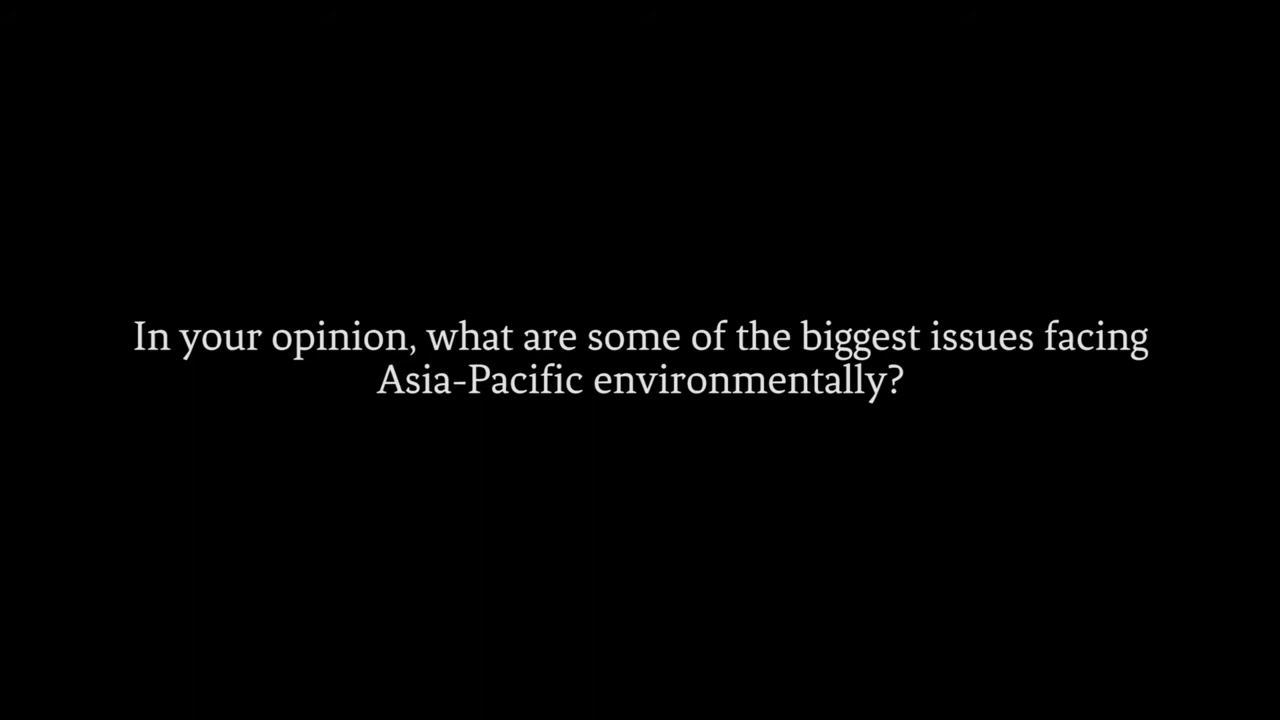 In your opinion, what are some of the biggest issues facing
Asia-Pacific environmentally?